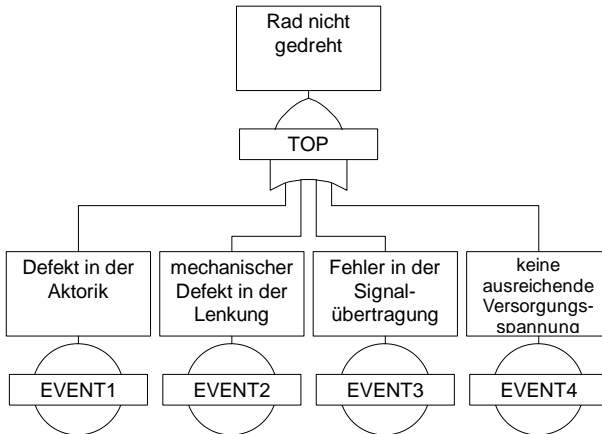 Rad nicht
gedreht
TOP
Defekt in der
Aktorik
mechanischer
Defekt in der
Lenkung
Fehler in der
Signal-
übertragung
keine
ausreichende
Versorgungs-
spannung
EVENT1
EVENT2
EVENT3
EVENT4